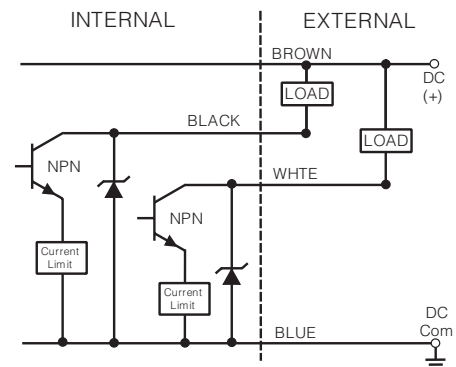 INTERNAL
EXTERNAL
BROWN
DC
(+)
LOAD
BLACK
LOAD
NPN
WHTE
NPN
Current
Limit
Current
Limit
DC
Com
BLUE